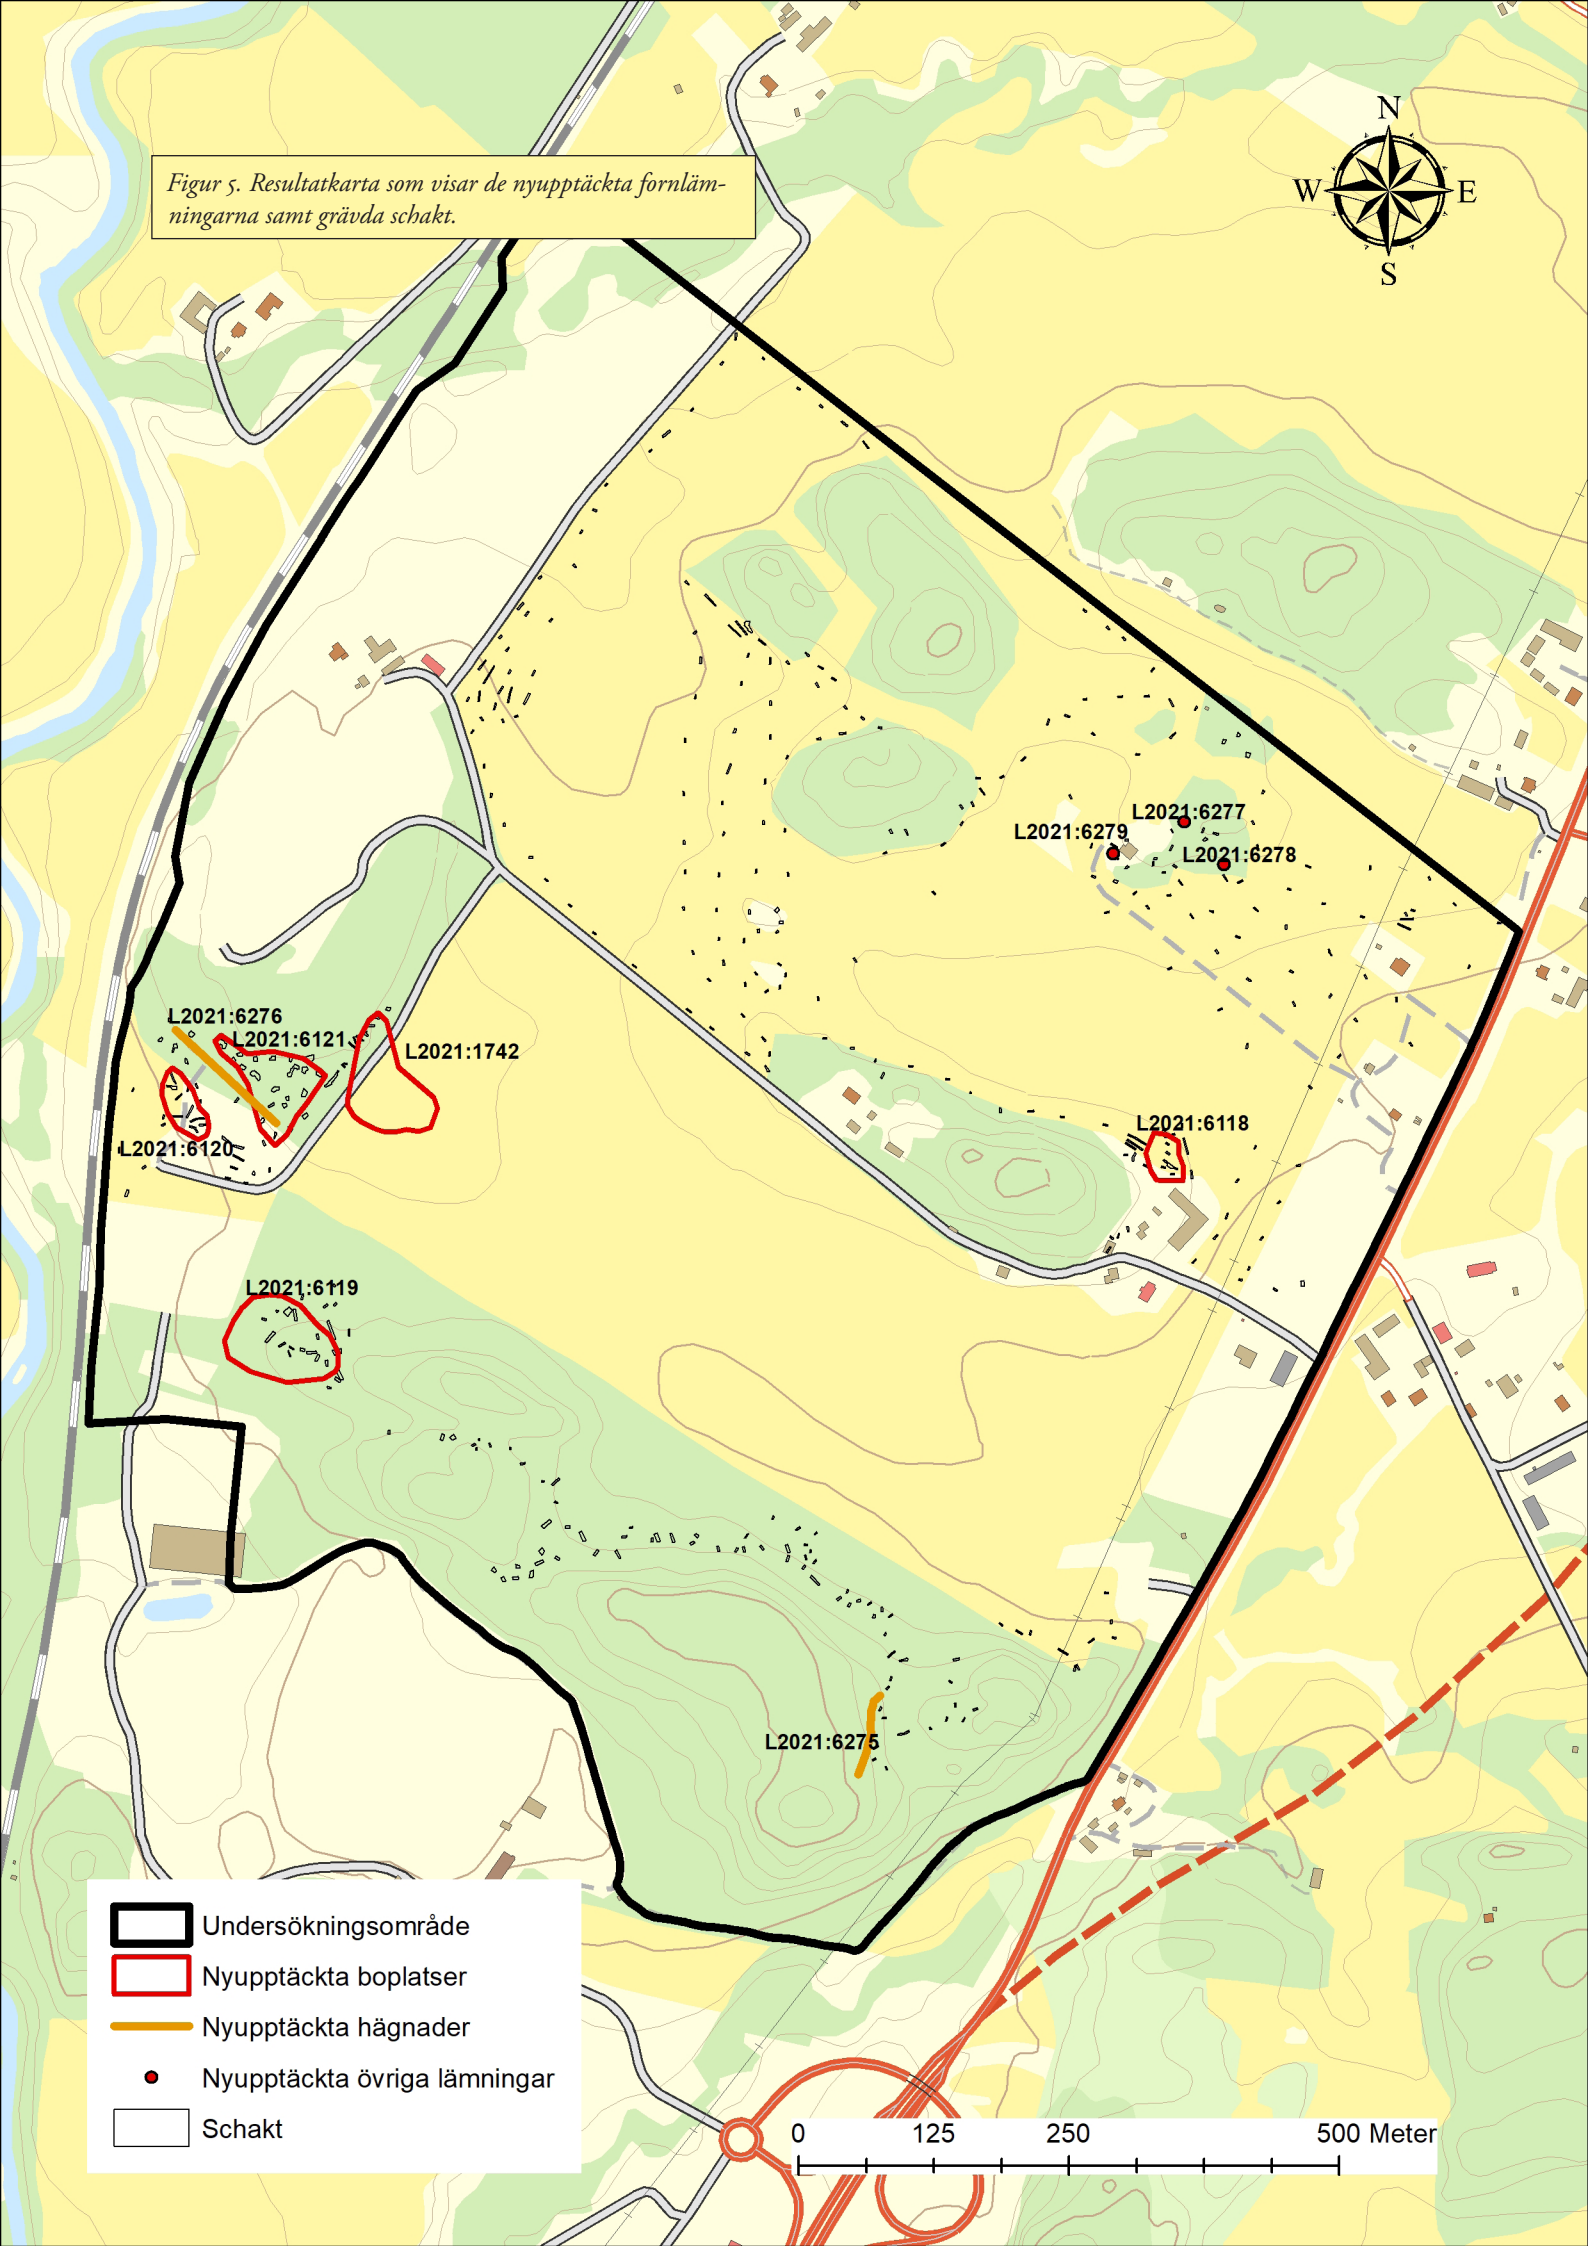 N
W E
S
Figur 5. Resultatkarta som visar de nyupptäckta fornläm-
ningarna samt grävda schakt.
L2021:6277
L2021:6279
L2021:6278
L2021:6276
L2021:6121
L2021:1742
L2021:6118
L2021:6120
L2021:6119
L2021:6275
Undersökningsområde
Nyupptäckta boplatser
Nyupptäckta hägnader
Nyupptäckta övriga lämningar
Schakt
0 125 250 500 Meter